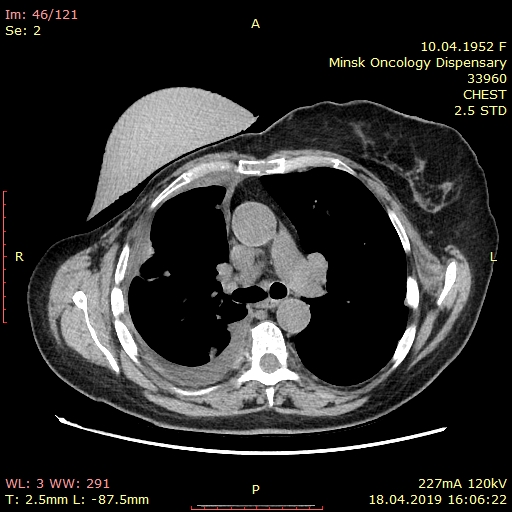 Im: 46/121
Se: 2
A
10.04.1952 F
Minsk Oncology Dispensary
33960
CHEST
2.5 STD
R
L
WL: 3 WW: 291
T: 2.5mm L: -87.5mm
P
227mA 120kV
18.04.2019 16:06:22